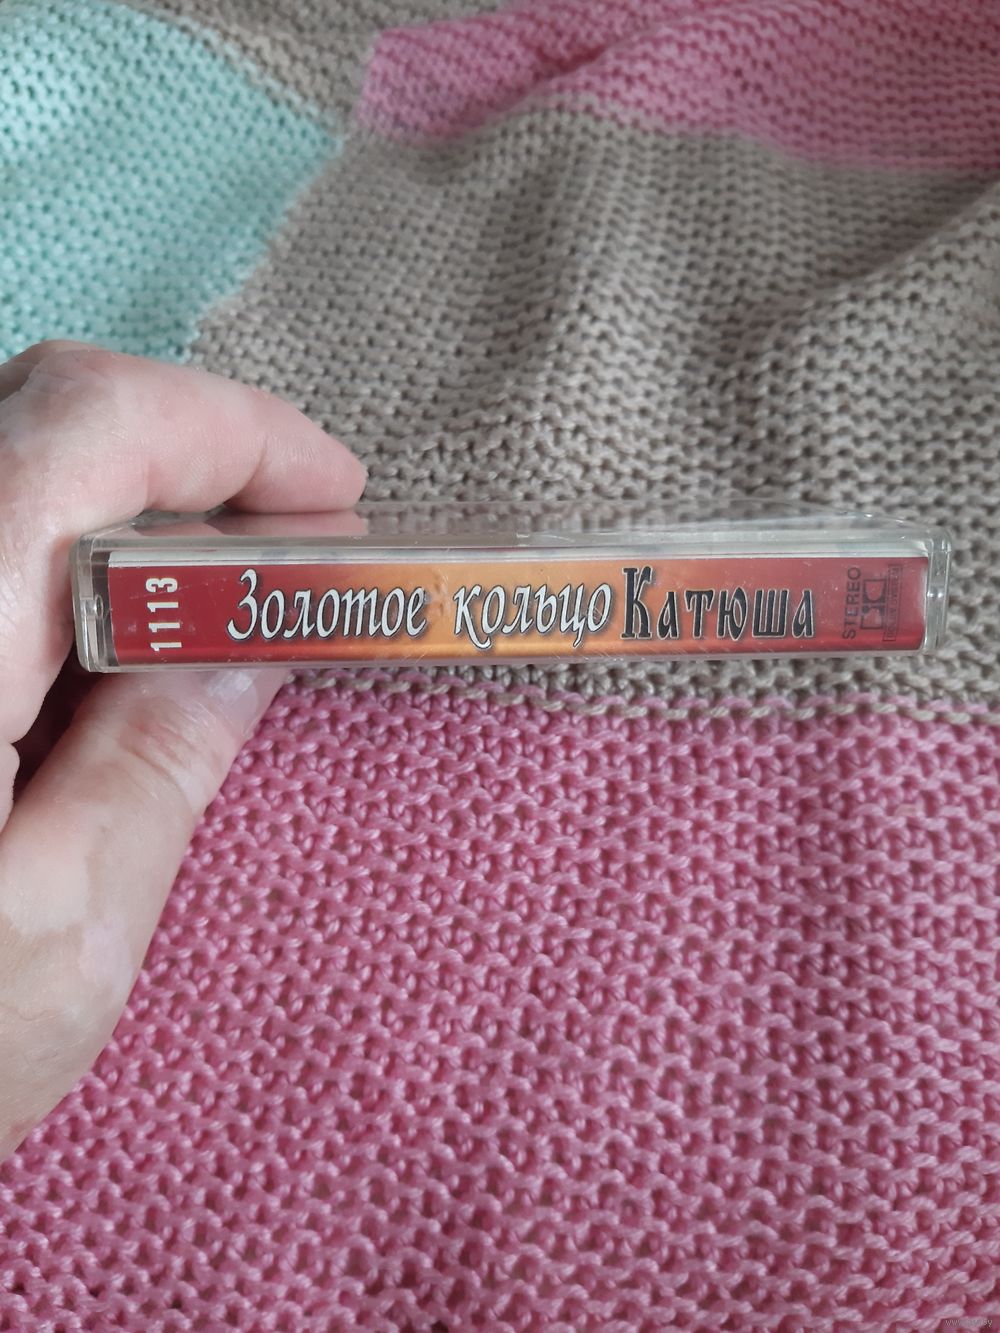 1113
Золотое кольцо Катюша
STEREO